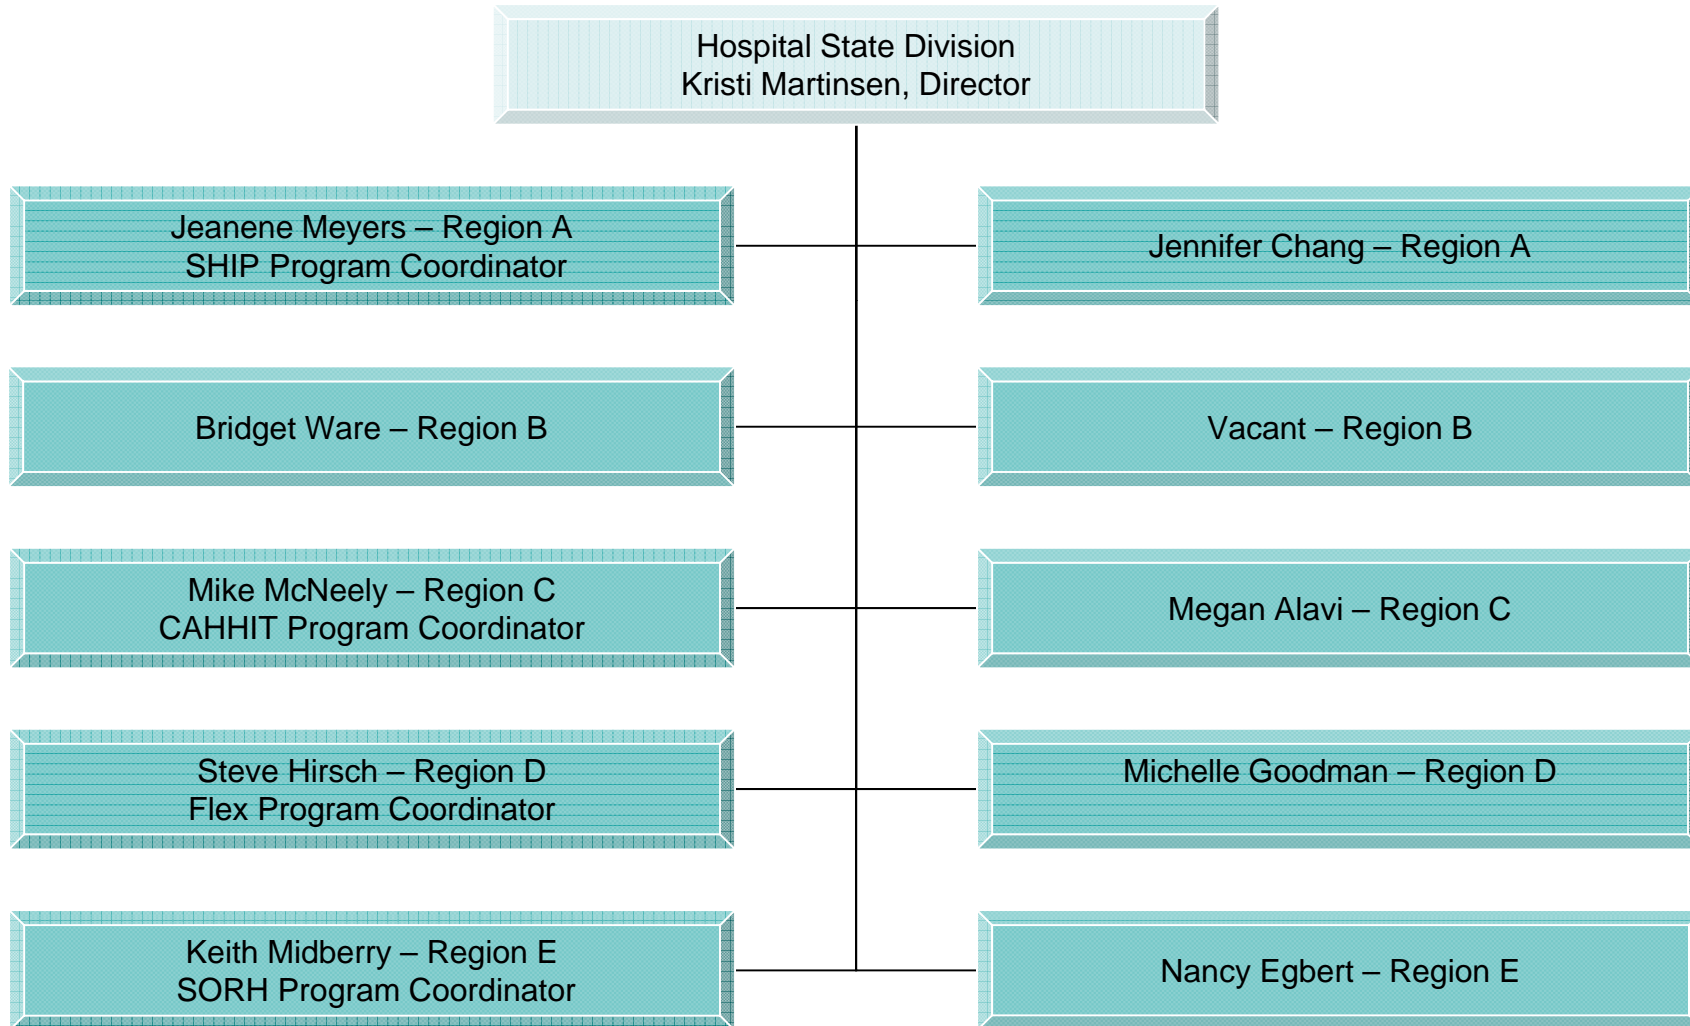 Hospital State Division
Kristi Martinsen, Director
Jeanene Meyers – Region A
SHIP Program Coordinator
Jennifer Chang – Region A
Bridget Ware – Region B
Vacant – Region B
Mike McNeely – Region C
CAHHIT Program Coordinator
Megan Alavi – Region C
Steve Hirsch – Region D
Flex Program Coordinator
Michelle Goodman – Region D
Keith Midberry – Region E
SORH Program Coordinator
Nancy Egbert – Region E